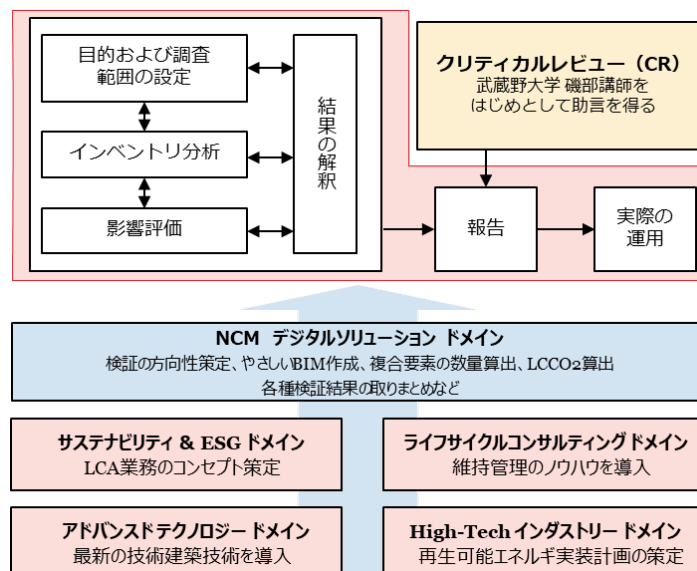 目的および調査
範囲の設定
インベントリ分析
影響評価
結果の解釈
クリティカルレビュー（CR）
武蔵野大学 磯部講師を
はじめとして助言を得る
報告
実際の
運用
NCM デジタルソリューション ドメイン
検証の方向性策定、やさしいBIM作成、複合要素の数量算出、LCCO2算出
各種検証結果の取りまとめなど
サステナビリティ & ESG ドメイン
LCA業務のコンセプト策定
ライフサイクルコンサルティング ドメイン
維持管理のノウハウを導入
アドバンスドテクノロジー ドメイン
最新の技術建築技術を導入
High-Tech インダストリー ドメイン
再生可能エネルギ実装計画の策定